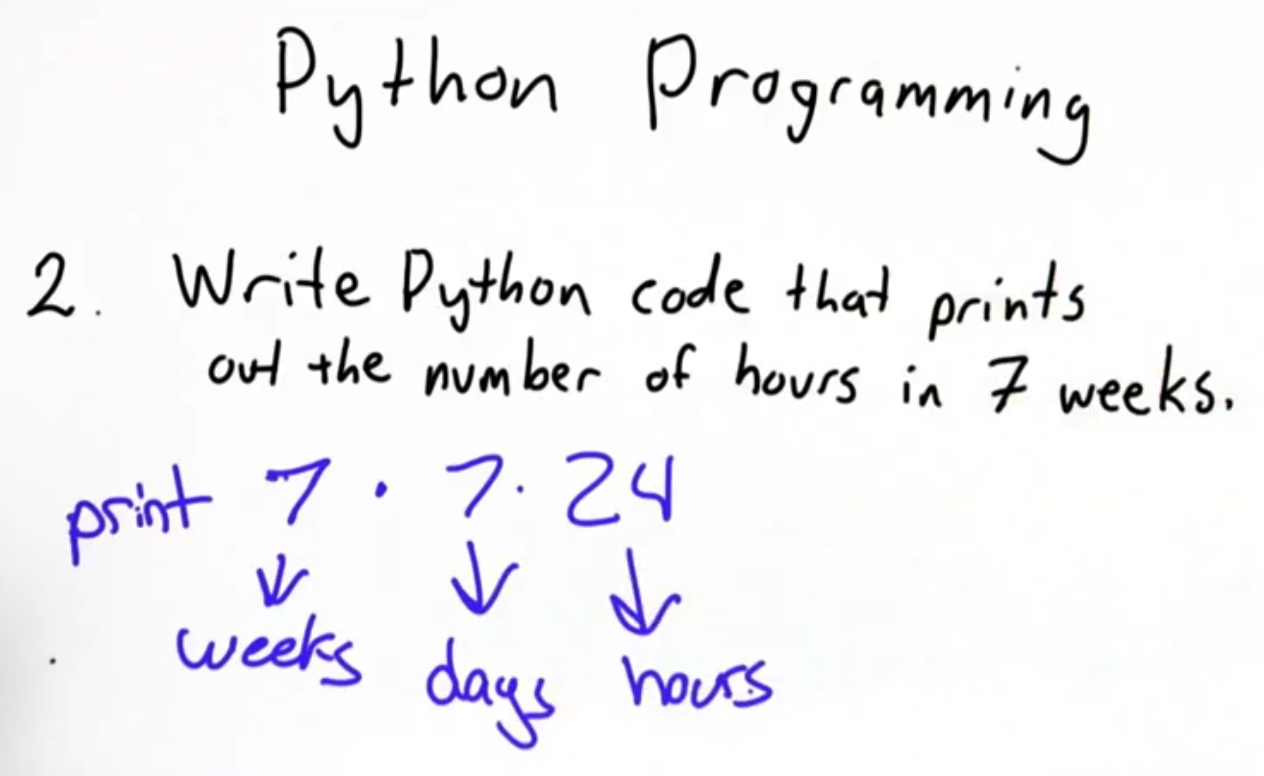 Python Programming
2. Write Python code that prints
out the number of hours in 7 weeks.
print 7 · 7 · 24
weeks days hours